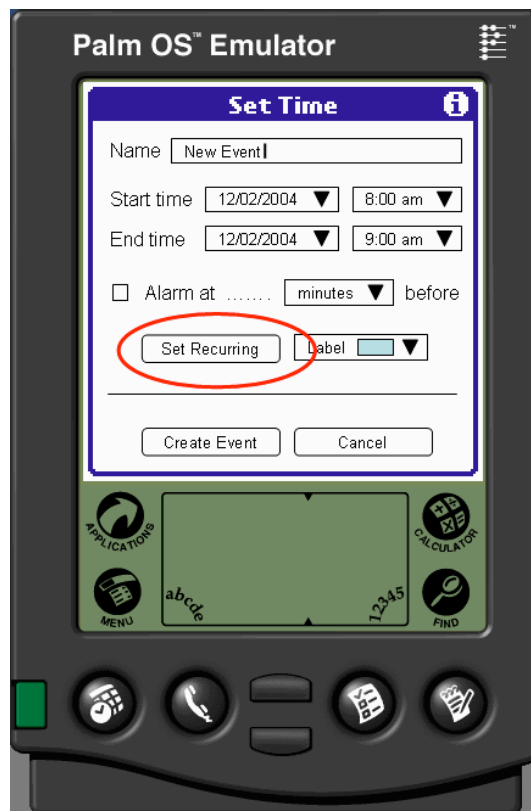 Palm OS™ Emulator ™
Set Time
Name New Event
Start time 12/02/2004 8:00 am
End time 12/02/2004 9:00 am
Alarm at ....... minutes before
Set Recurring Label
Create Event Cancel
APPLICATIONS
CALCULATOR
MENU
abcde
12345
FIND